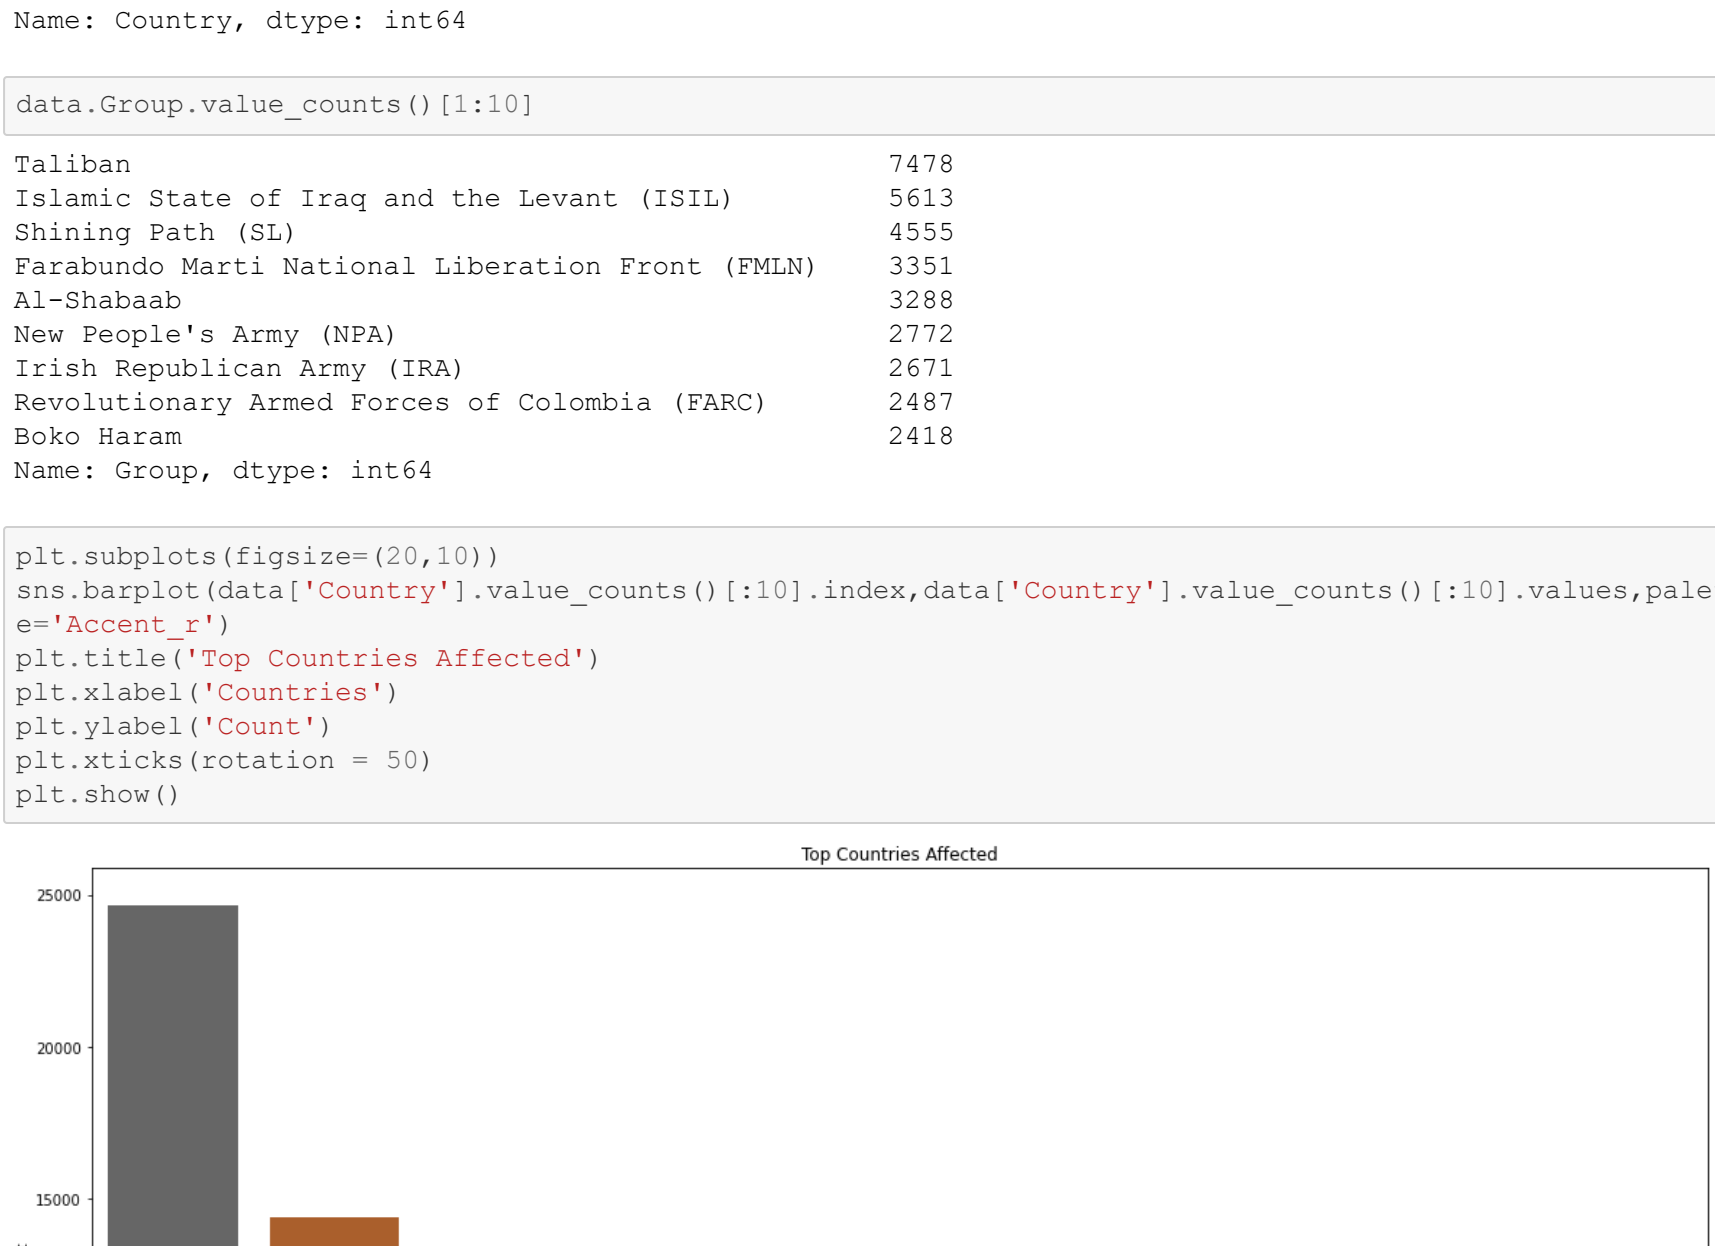 Name: Country, dtype: int64
data.Group.value_counts()[1:10]
Taliban 7478
Islamic State of Iraq and the Levant (ISIL) 5613
Shining Path (SL) 4555
Farabundo Marti National Liberation Front (FMLN) 3351
Al-Shabaab 3288
New People's Army (NPA) 2772
Irish Republican Army (IRA) 2671
Revolutionary Armed Forces of Colombia (FARC) 2487
Boko Haram 2418
Name: Group, dtype: int64
plt.subplots(figsize=(20,10))
sns.barplot(data['Country'].value_counts()[:10].index,data['Country'].value_counts()[:10].values,pale
e='Accent_r')
plt.title('Top Countries Affected')
plt.xlabel('Countries')
plt.ylabel('Count')
plt.xticks(rotation = 50)
plt.show()
Top Countries Affected
25000
20000
15000